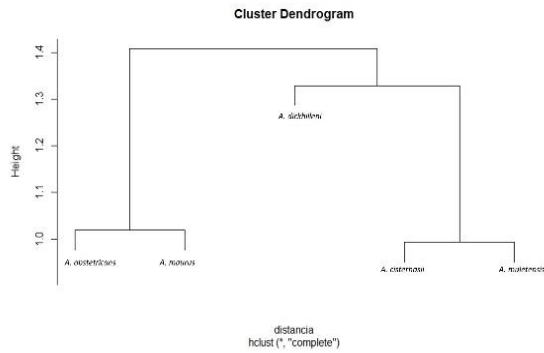 Cluster Dendrogram
Height
1.4
1.3
1.2
1.1
1.0
A. dickhilleni
A. obstetricans
A. maurus
A. cisternasii
A. muletensis
distancia
hclust (*, "complete")